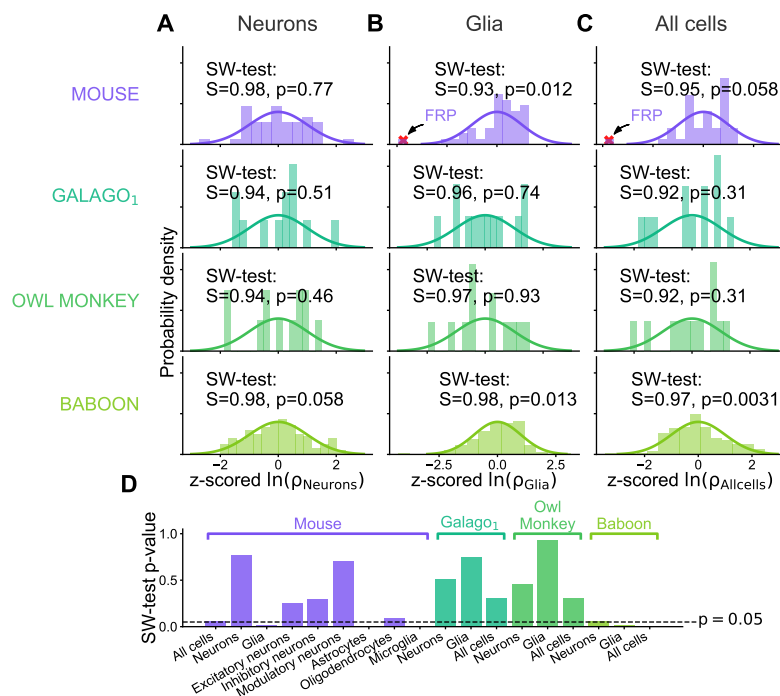 A Neurons B Glia C All cells
MOUSE
SW-test:
S=0.98, p=0.77
SW-test:
S=0.93, p=0.012
FRP
SW-test:
S=0.95, p=0.058
FRP
GALAGO₁
SW-test:
S=0.94, p=0.51
SW-test:
S=0.96, p=0.74
SW-test:
S=0.92, p=0.31
Probability density
OWL MONKEY
SW-test:
S=0.94, p=0.46
SW-test:
S=0.97, p=0.93
SW-test:
S=0.92, p=0.31
BABOON
SW-test:
S=0.98, p=0.058
SW-test:
S=0.98, p=0.013
SW-test:
S=0.97, p=0.0031
−2 0 2
−2.5 0.0 2.5
−2 0 2
z-scored ln(ρNeurons)
z-scored ln(ρGlia)
z-scored ln(ρAllcells)
D
Mouse
Galago₁
Owl
Monkey
Baboon
SW-test p-value
1.0
0.5
0.0
p = 0.05
All cells
Neurons
Glia
Excitatory neurons
Inhibitory neurons
Modulatory neurons
Astrocytes
Oligodendrocytes
Microglia
Neurons
Glia
All cells
Neurons
Glia
All cells
Neurons
Glia
All cells